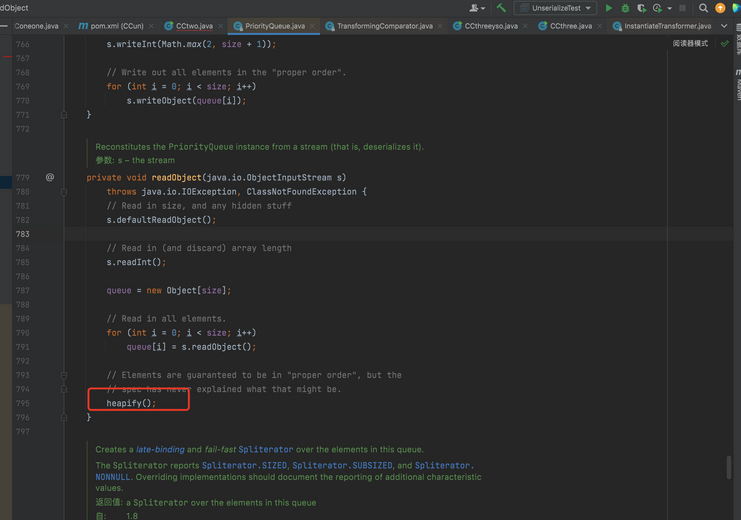 dObject
UnserializeTest
Coneone.java
pom.xml (CCun)
CCtwo.java
PriorityQueue.java
TransformingComparator.java
CCthreeyso.java
CCthree.java
InstantiateTransformer.java
阅读器模式
766 s.writeInt(Math.max(2, size + 1));
767
768 // Write out all elements in the "proper order".
769 for (int i = 0; i < size; i++)
770 s.writeObject(queue[i]);
771 }
772
Reconstitutes the PriorityQueue instance from a stream (that is, deserializes it).
参数: s – the stream
779 @ private void readObject(java.io.ObjectInputStream s)
780 throws java.io.IOException, ClassNotFoundException {
781 // Read in size, and any hidden stuff
782 s.defaultReadObject();
783
784 // Read in (and discard) array length
785 s.readInt();
786
787 queue = new Object[size];
788
789 // Read in all elements.
790 for (int i = 0; i < size; i++)
791 queue[i] = s.readObject();
792
793 // Elements are guaranteed to be in "proper order", but the
794 // spec has never explained what that might be.
795 heapify();
796 }
797
Creates a late-binding and fail-fast Spliterator over the elements in this queue.
The Spliterator reports Spliterator.SIZED, Spliterator.SUBSIZED, and Spliterator.
NONNULL. Overriding implementations should document the reporting of additional characteristic
values.
返回值: a Spliterator over the elements in this queue
自: 1.8
Maven